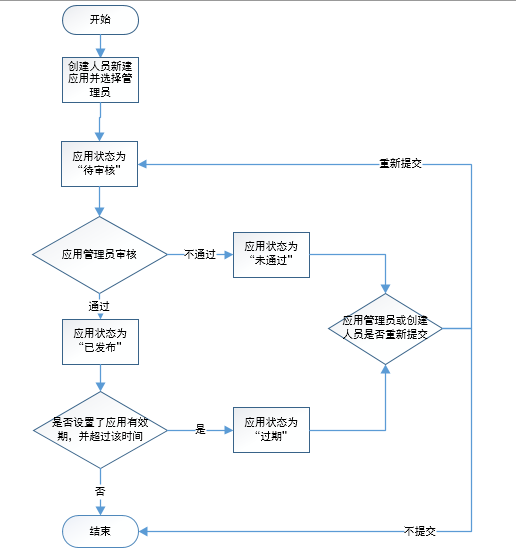 开始
创建人员新建
应用并选择管
理员
应用状态为
“待审核”
重新提交
应用管理员审核
不通过
应用状态为
“未通过”
通过
应用状态为
“已发布”
应用管理员或创建
人员是否重新提交
是否设置了应用有效
期，并超过该时间
是
应用状态为
“过期”
否
结束
不提交